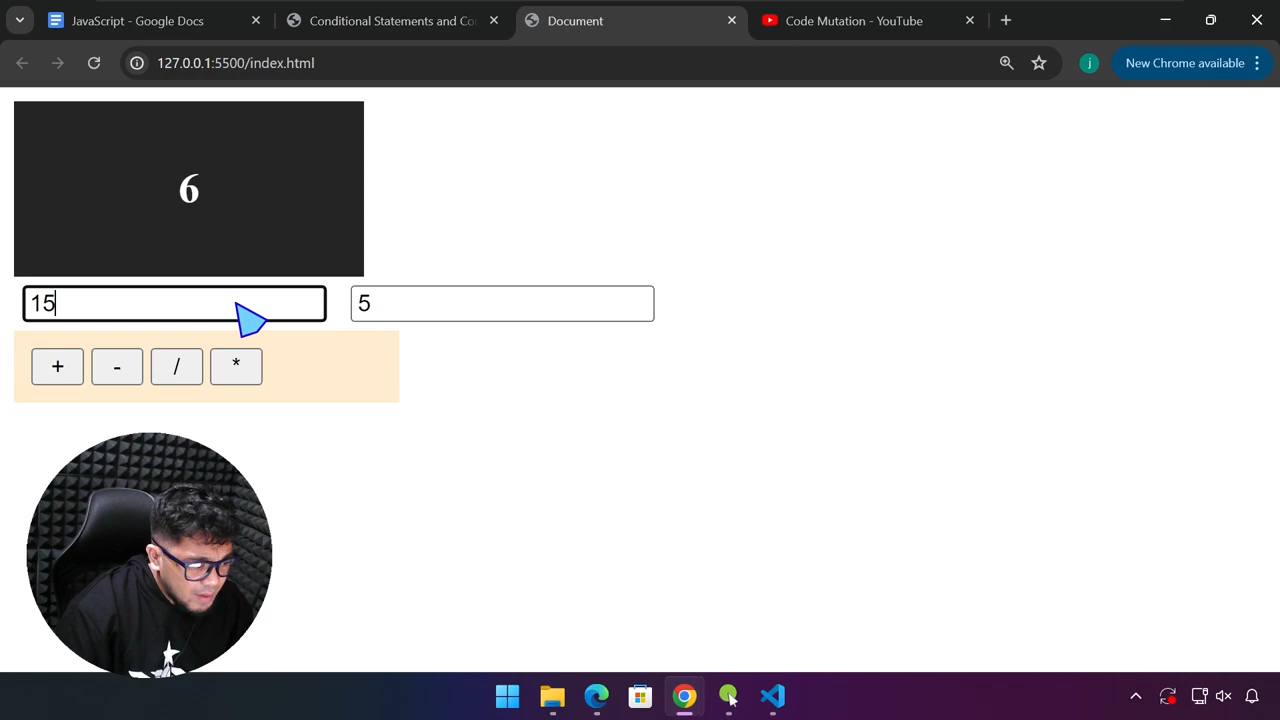 JavaScript - Google Docs
Conditional Statements and Co
Document
Code Mutation - YouTube
127.0.0.1:5500/index.html
j
New Chrome available
6
15
5
+ - / *